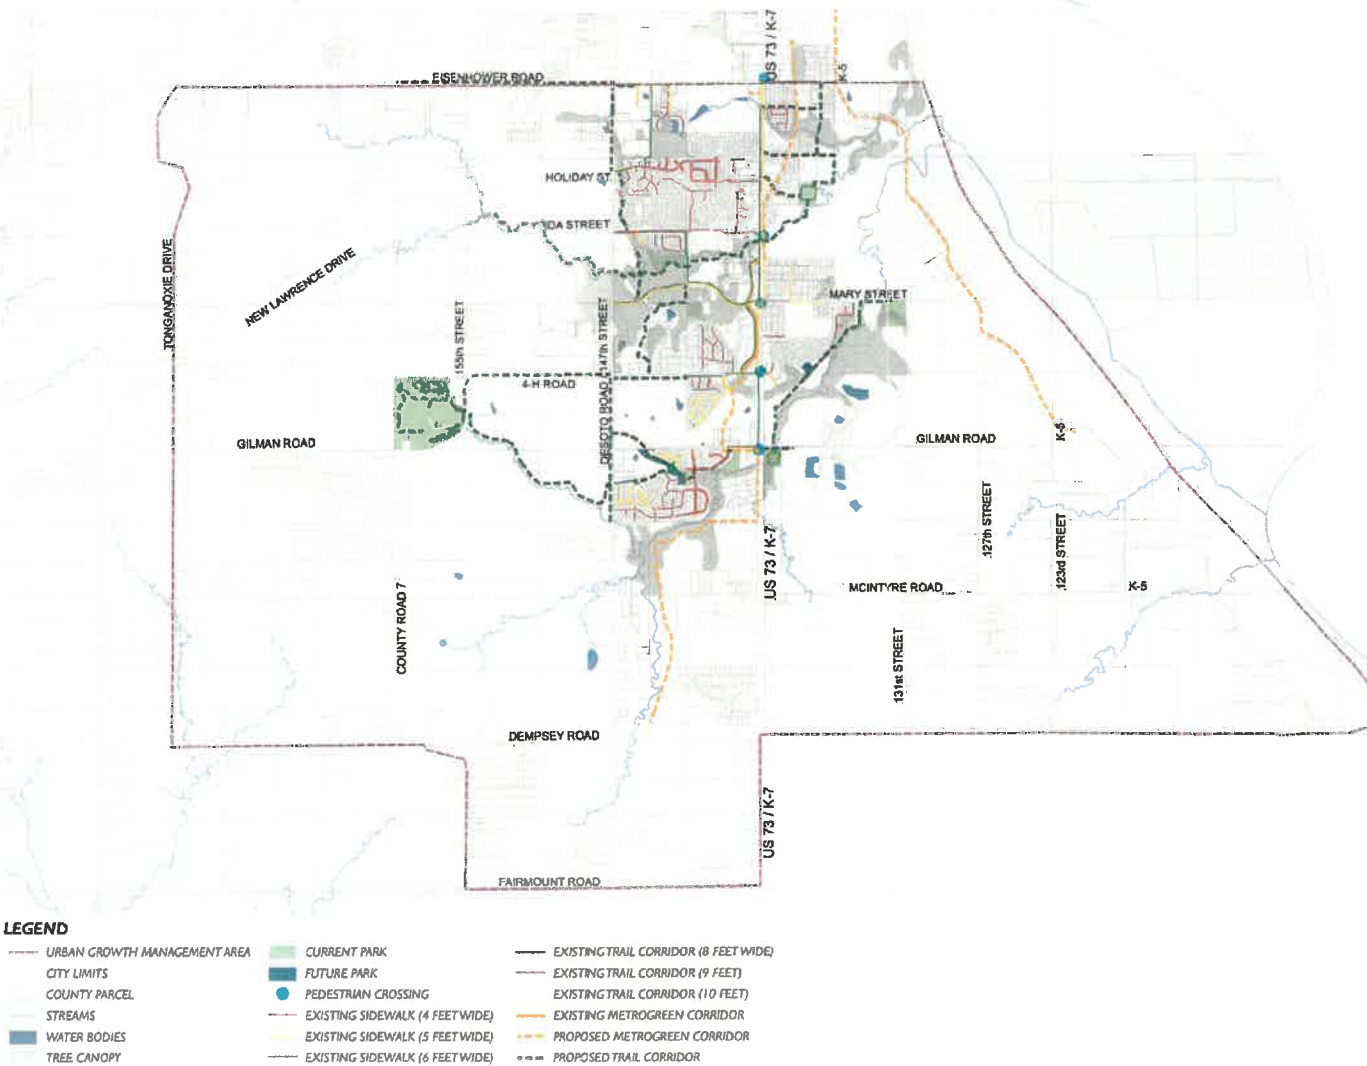 US 73 / K-7
K-5
EISENHOWER ROAD
HOLIDAY ST.
IDA STREET
TONGANOXIE DRIVE
NEW LAWRENCE DRIVE
MARY STREET
155th STREET
DESOTO ROAD / 147th STREET
4-H ROAD
GILMAN ROAD
GILMAN ROAD
K-5
127th STREET
123rd STREET
US 73 / K-7
MCINTYRE ROAD
K-5
COUNTY ROAD 7
131st STREET
DEMPSEY ROAD
US 73 / K-7
FAIRMOUNT ROAD
LEGEND
URBAN GROWTH MANAGEMENT AREA
CITY LIMITS
COUNTY PARCEL
STREAMS
WATER BODIES
TREE CANOPY
CURRENT PARK
FUTURE PARK
PEDESTRIAN CROSSING
EXISTING SIDEWALK (4 FEET WIDE)
EXISTING SIDEWALK (5 FEET WIDE)
EXISTING SIDEWALK (6 FEET WIDE)
EXISTING TRAIL CORRIDOR (8 FEET WIDE)
EXISTING TRAIL CORRIDOR (9 FEET)
EXISTING TRAIL CORRIDOR (10 FEET)
EXISTING METROGREEN CORRIDOR
PROPOSED METROGREEN CORRIDOR
PROPOSED TRAIL CORRIDOR